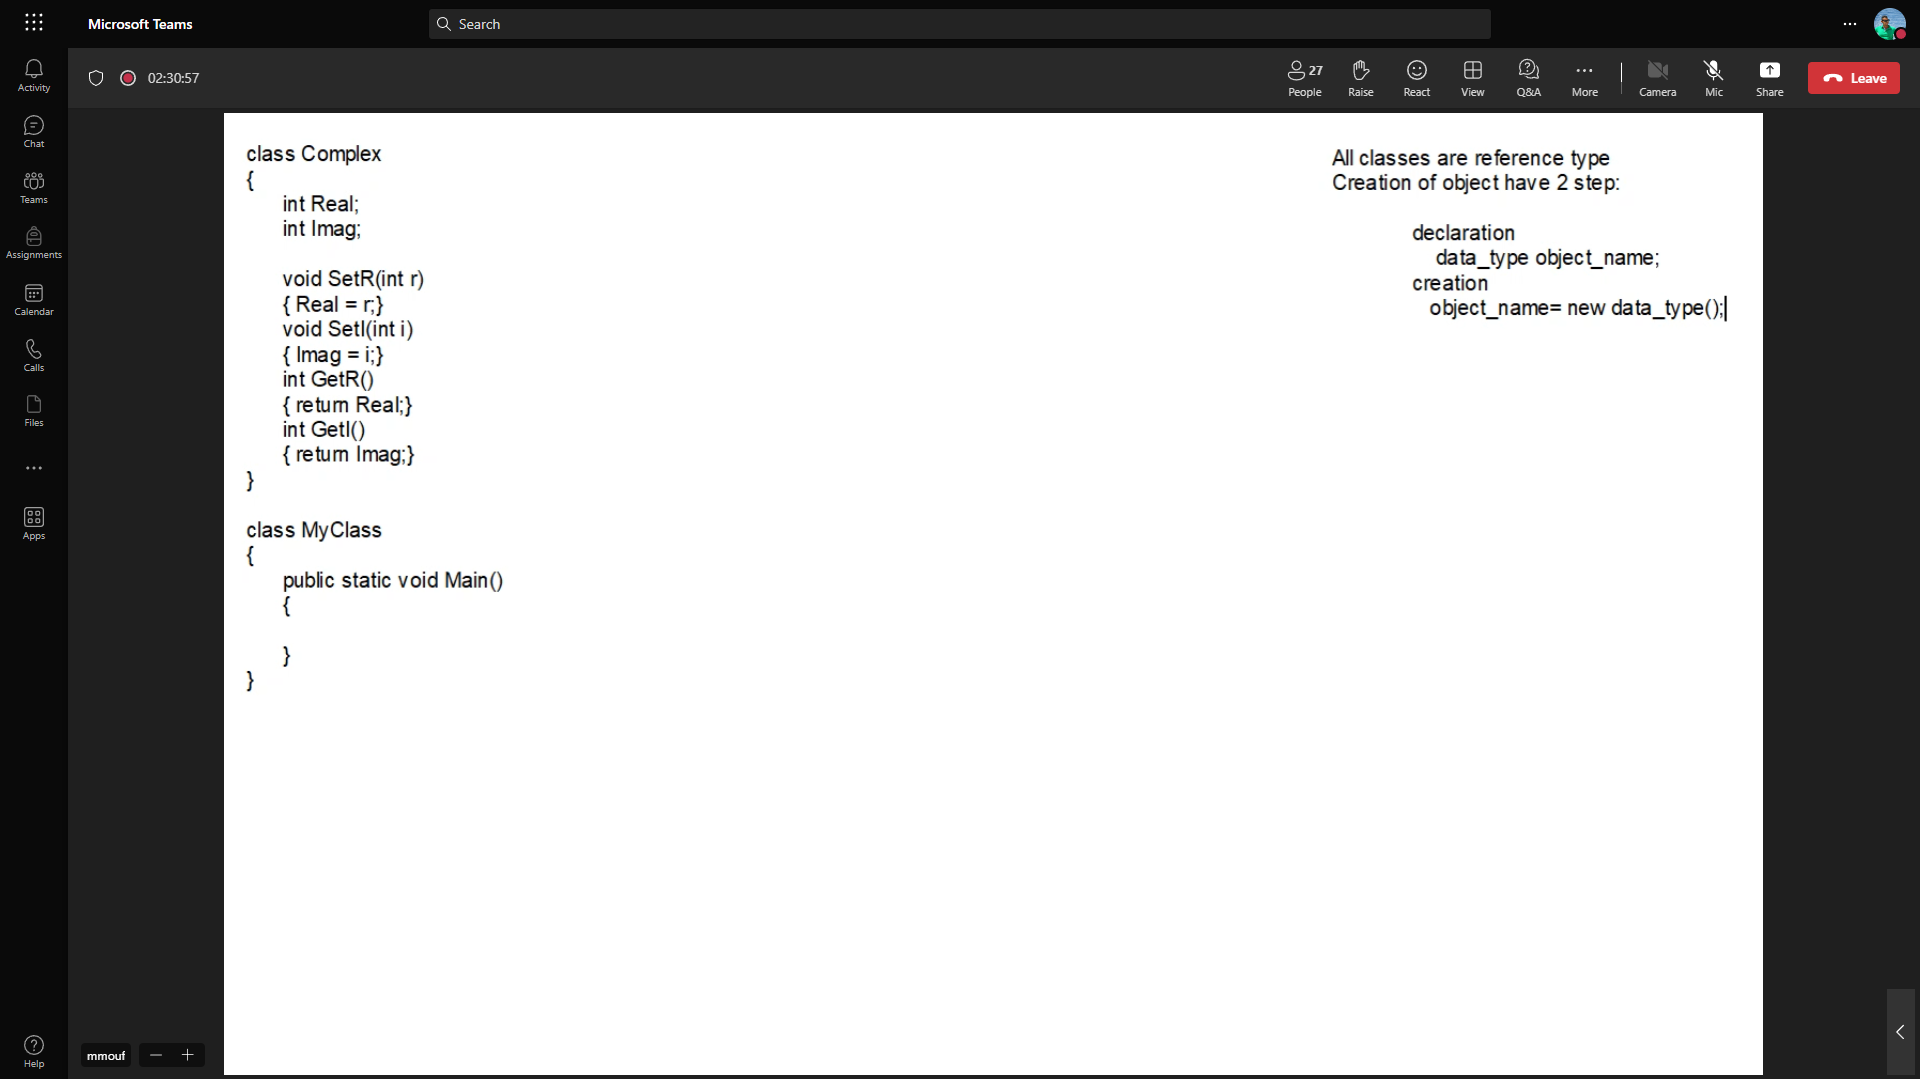 Microsoft Teams
Search
02:30:57
27
People
Raise
React
View
Q&A
More
Camera
Mic
Share
Leave
Activity
Chat
Teams
Assignments
Calendar
Calls
Files
Apps
Help
class Complex
{
int Real;
int Imag;
void SetR(int r)
{ Real = r;}
void SetI(int i)
{ Imag = i;}
int GetR()
{ return Real;}
int GetI()
{ return Imag;}
}
class MyClass
{
public static void Main()
{
}
}
All classes are reference type
Creation of object have 2 step:
declaration
data_type object_name;
creation
object_name= new data_type();
mmouf